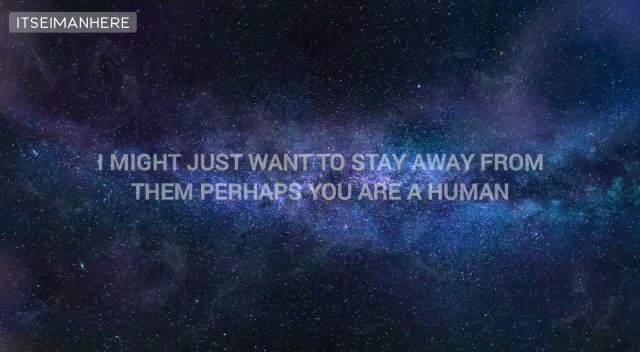 ITSEIMANHERE
I MIGHT JUST WANT TO STAY AWAY FROM
THEM PERHAPS YOU ARE A HUMAN